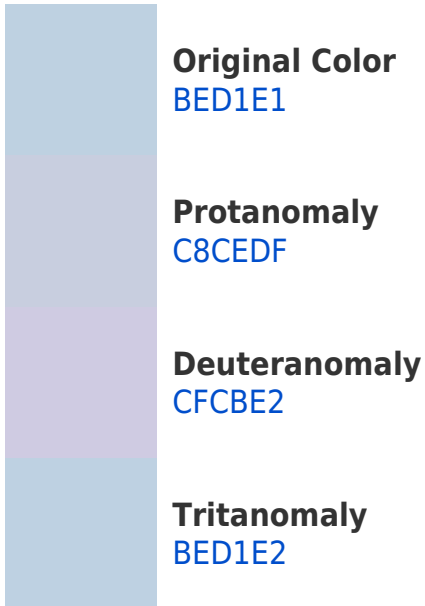 Original Color
BED1E1
Protanomaly
C8CEDF
Deuteranomaly
CFCBE2
Tritanomaly
BED1E2